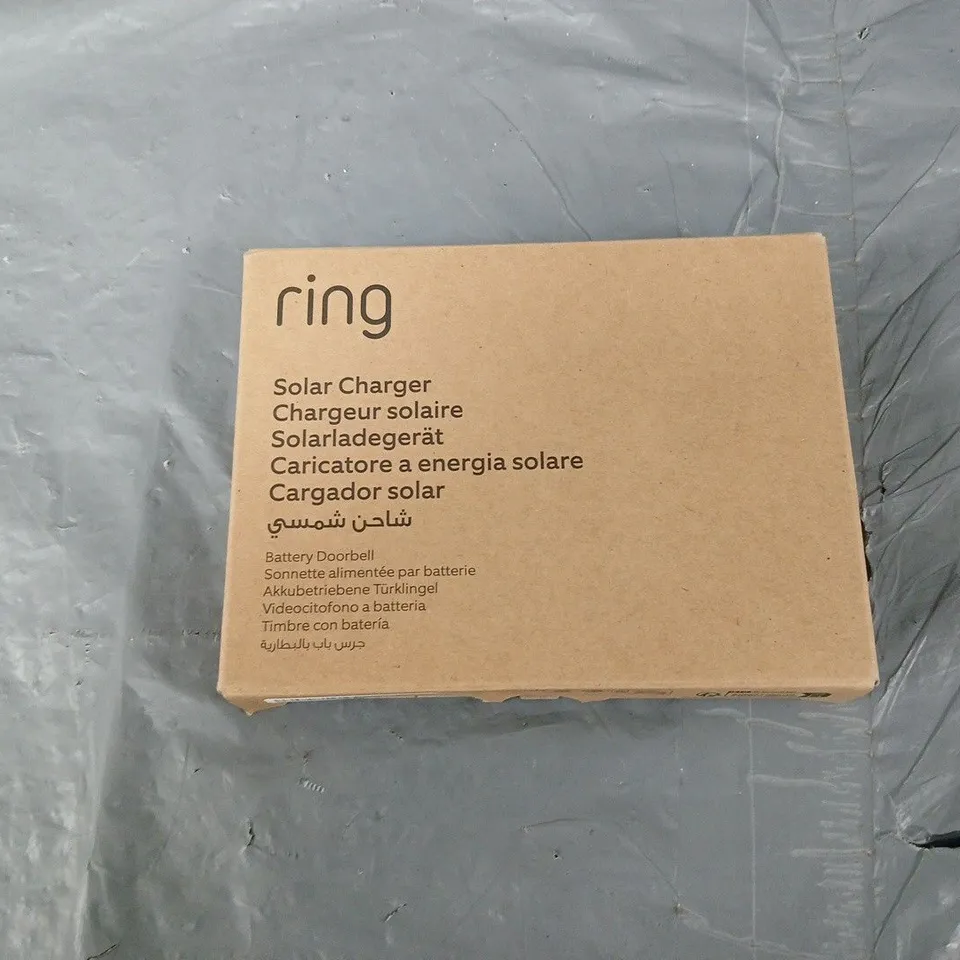 ring
Solar Charger
Chargeur solaire
Solarladegerät
Caricatore a energia solare
Cargador solar
شاحن شمسي
Battery Doorbell
Sonnette alimentée par batterie
Akkubetriebene Türklingel
Videocitofono a batteria
Timbre con batería
جرس باب بالبطارية